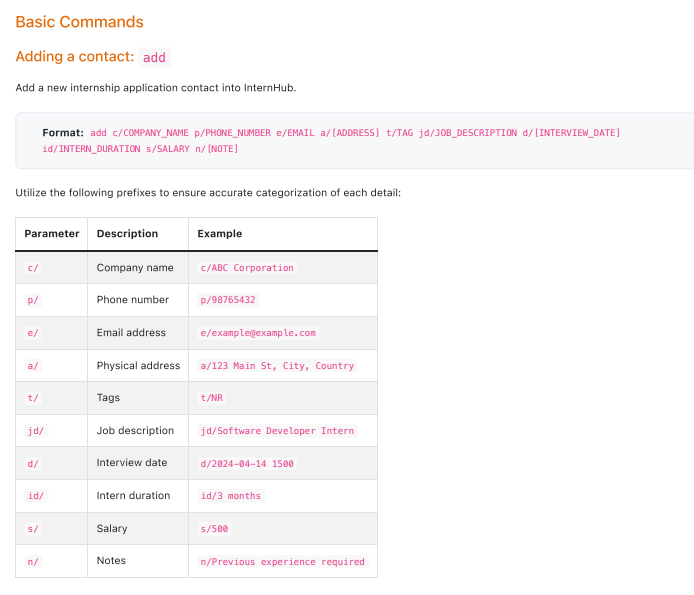 Basic Commands
Adding a contact: add
Add a new internship application contact into InternHub.
Format: add c/COMPANY_NAME p/PHONE_NUMBER e/EMAIL a/[ADDRESS] t/TAG jd/JOB_DESCRIPTION d/[INTERVIEW_DATE]
id/INTERN_DURATION s/SALARY n/[NOTE]
Utilize the following prefixes to ensure accurate categorization of each detail:
Parameter Description Example
c/ Company name c/ABC Corporation
p/ Phone number p/98765432
e/ Email address e/example@example.com
a/ Physical address a/123 Main St, City, Country
t/ Tags t/NR
jd/ Job description jd/Software Developer Intern
d/ Interview date d/2024-04-14 1500
id/ Intern duration id/3 months
s/ Salary s/500
n/ Notes n/Previous experience required